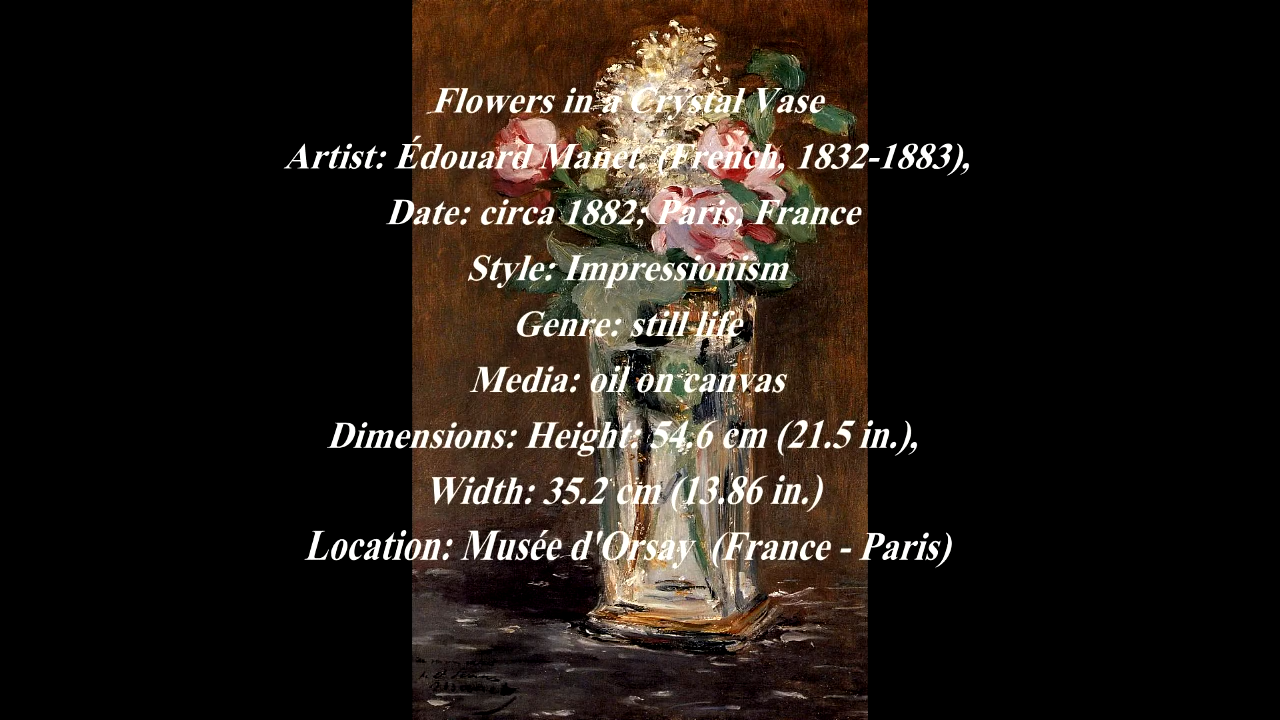 Flowers in a Crystal Vase
Artist: Édouard Manet, (French, 1832-1883),
Date: circa 1882; Paris, France
Style: Impressionism
Genre: still life
Media: oil on canvas
Dimensions: Height: 54,6 cm (21.5 in.),
Width: 35.2 cm (13.86 in.)
Location: Musée d'Orsay (France - Paris)